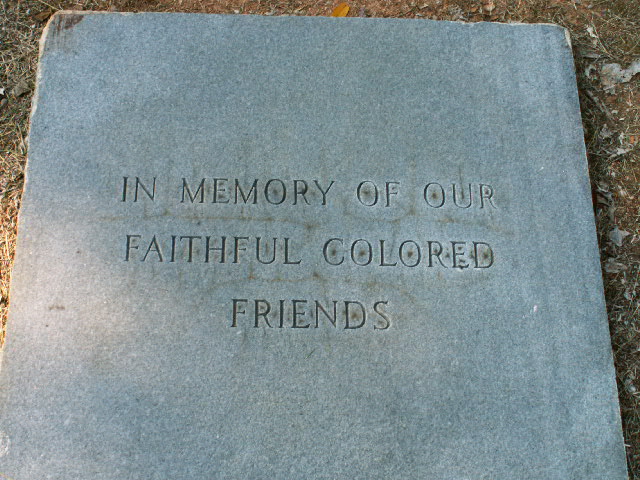 IN MEMORY OF OUR
FAITHFUL COLORED
FRIENDS